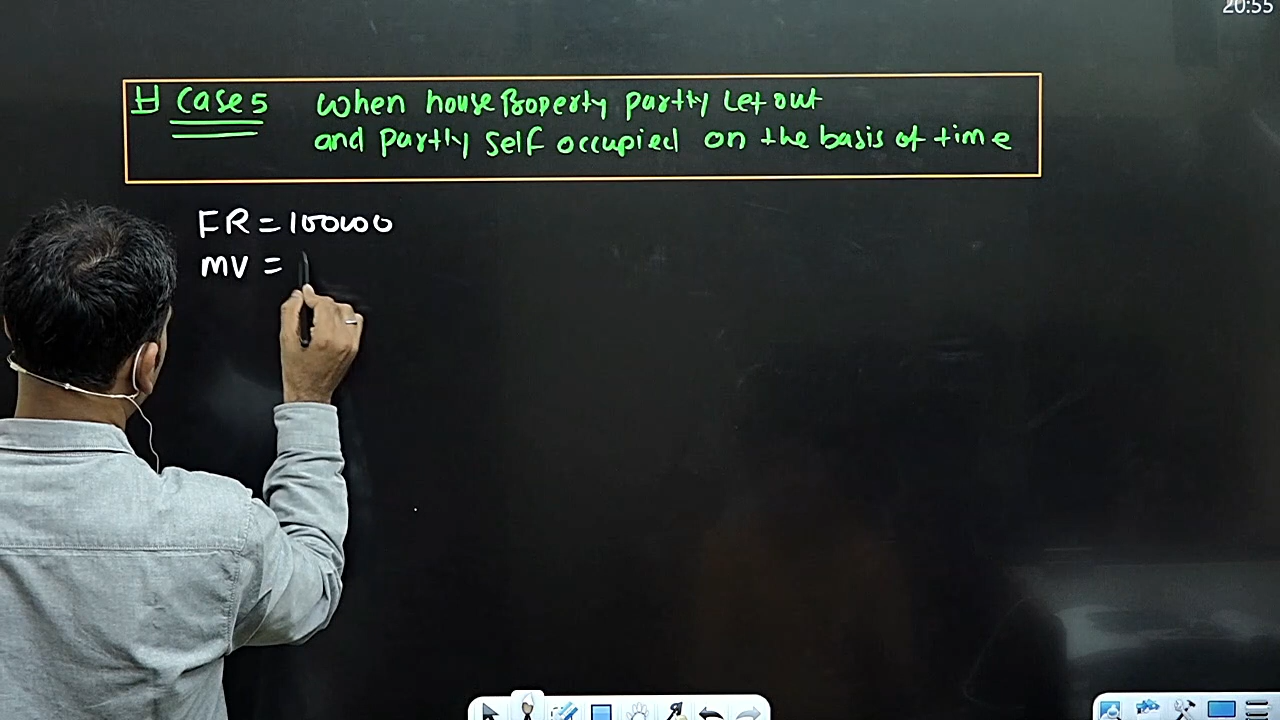 20:55
# Case 5 When house Property partly Let out
and partly self occupied on the basis of time
FR = 100000
MV =